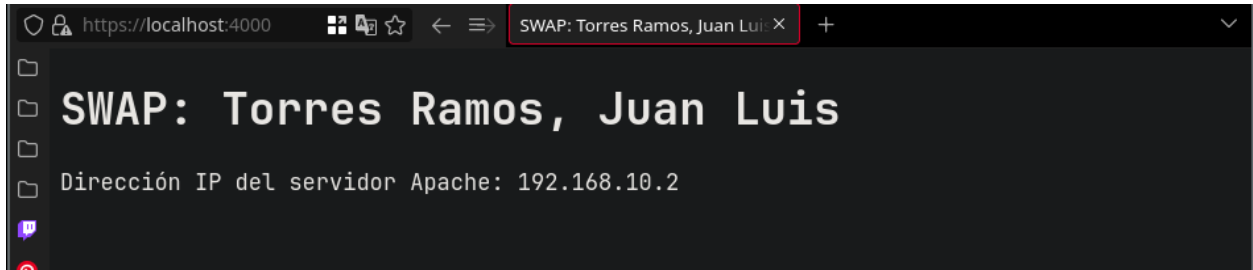 https://localhost:4000
SWAP: Torres Ramos, Juan Luis
SWAP: Torres Ramos, Juan Luis
Dirección IP del servidor Apache: 192.168.10.2